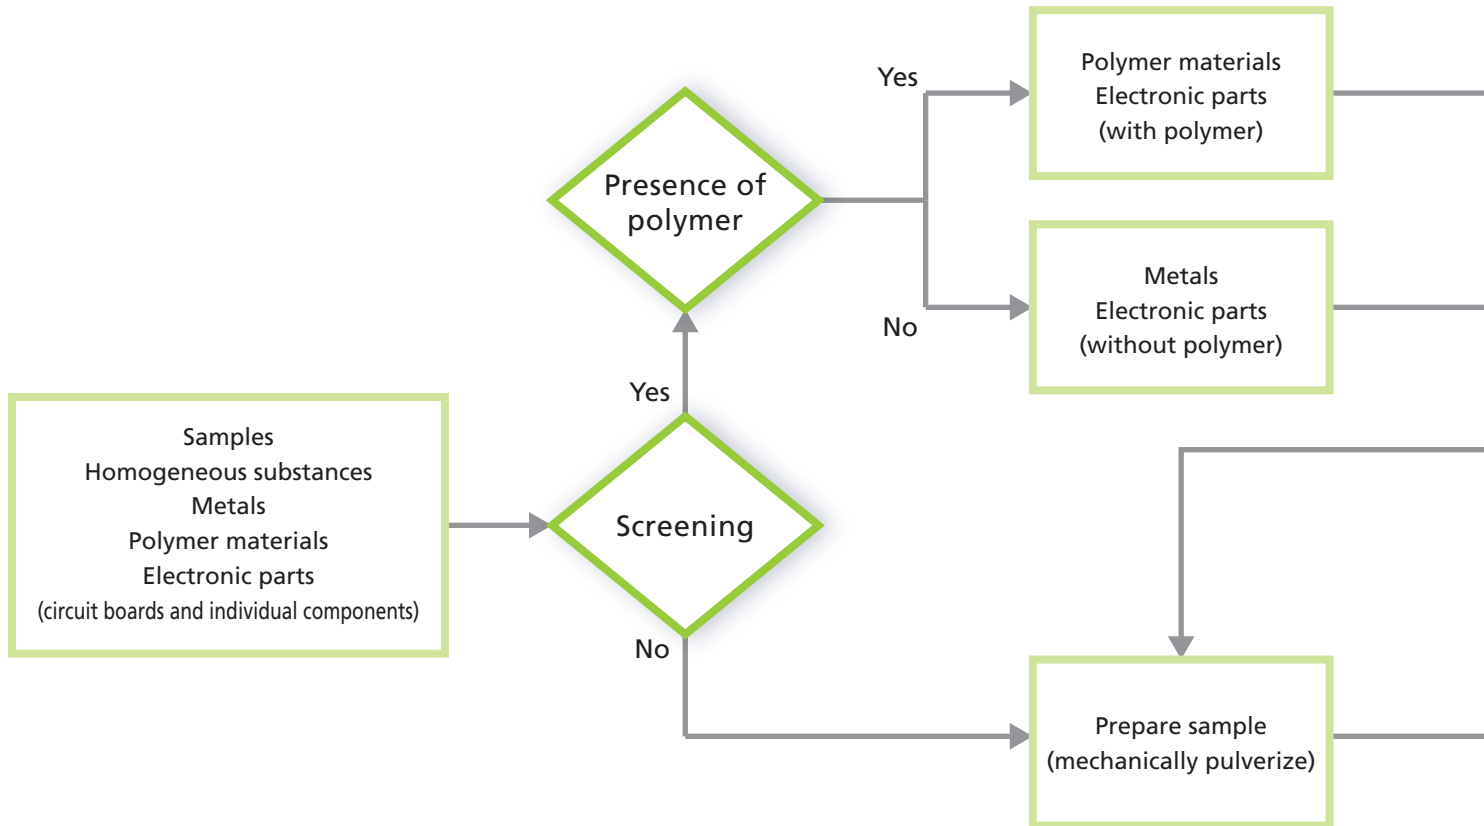 Samples
Homogeneous substances
Metals
Polymer materials
Electronic parts
(circuit boards and individual components)
Screening
Yes
No
Presence of
polymer
Yes
No
Polymer materials
Electronic parts
(with polymer)
Metals
Electronic parts
(without polymer)
Prepare sample
(mechanically pulverize)